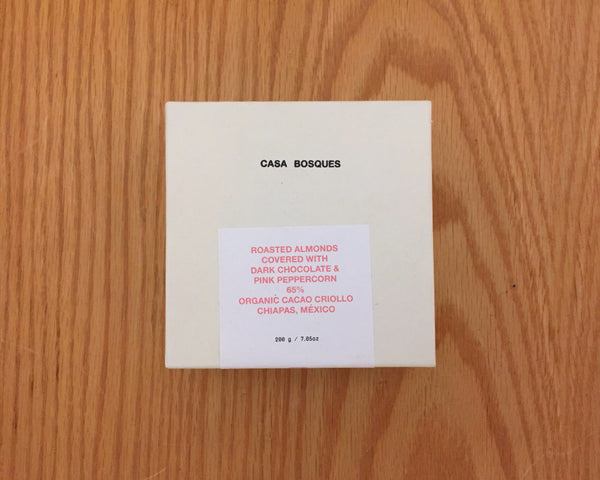 CASA BOSQUES
ROASTED ALMONDS
COVERED WITH
DARK CHOCOLATE &
PINK PEPPERCORN
65%
ORGANIC CACAO CRIOLLO
CHIAPAS, MÉXICO
200 g / 7.05oz